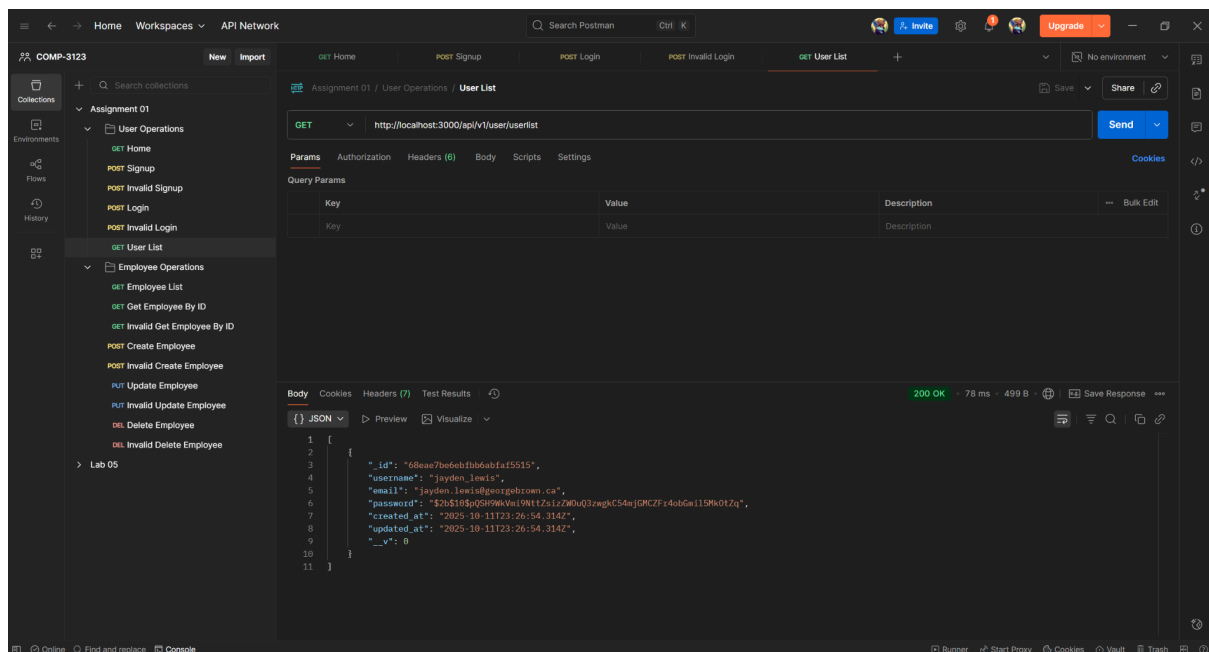 Home Workspaces API Network Search Postman Ctrl K Invite Upgrade
COMP-3123 New Import GET Home POST Signup POST Login POST Invalid Login GET User List No environment
Collections
Environments
Flows
History
Search collections
Assignment 01
User Operations
GET Home
POST Signup
POST Invalid Signup
POST Login
POST Invalid Login
GET User List
Employee Operations
GET Employee List
GET Get Employee By ID
GET Invalid Get Employee By ID
POST Create Employee
POST Invalid Create Employee
PUT Update Employee
PUT Invalid Update Employee
DEL Delete Employee
DEL Invalid Delete Employee
Lab 05
HTTP Assignment 01 / User Operations / User List Save Share
GET http://localhost:3000/api/v1/user/userlist Send
Params Authorization Headers (6) Body Scripts Settings Cookies
Query Params
Key Value Description Bulk Edit
Key Value Description
Body Cookies Headers (7) Test Results 200 OK 78 ms 499 B Save Response
{} JSON Preview Visualize
1 [
2 {
3 "_id": "68eae7be6ebfbb6abfaf5515",
4 "username": "jayden_lewis",
5 "email": "jayden.lewis@georgebrown.ca",
6 "password": "$2b$10$pQSH9WkVmi9NttZsizZWOuQ3zwgkC54mjGMCZFr4obGmil5MkOtZq",
7 "created_at": "2025-10-11T23:26:54.314Z",
8 "updated_at": "2025-10-11T23:26:54.314Z",
9 "__v": 0
10 }
11 ]
Online Find and replace Console Runner Start Proxy Cookies Vault Trash